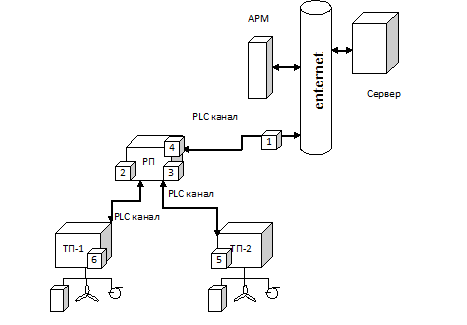 АРМ
enternet
Сервер
PLC канал
1
4
РП
2
3
PLC канал
PLC канал
ТП-1
6
ТП-2
5